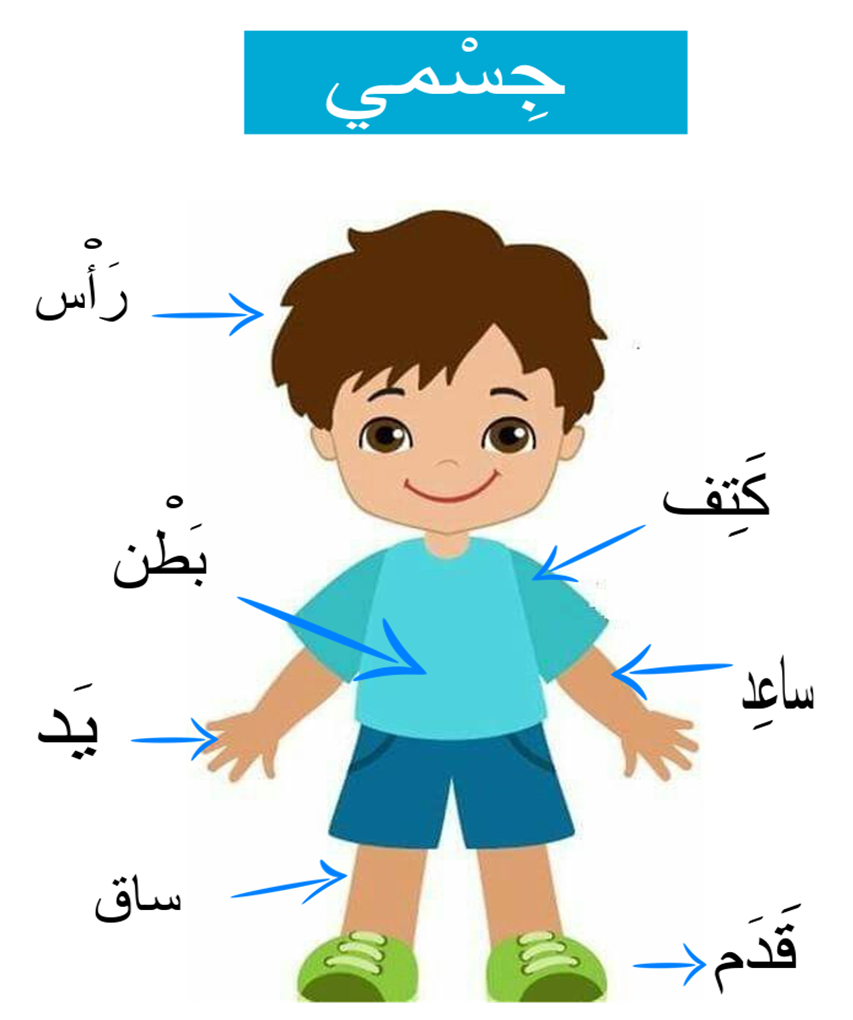 جِسْمي
رَأْس
كَتِف
بَطْن
ساعِد
يَد
ساق
قَدَم